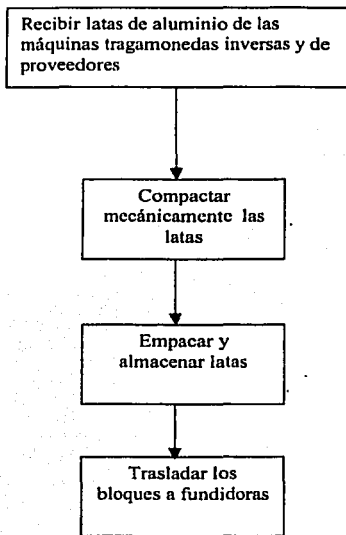 Recibir latas de aluminio de las
máquinas tragamonedas inversas y de
proveedores
Compactar
mecánicamente las
latas
Empacar y
almacenar latas
Trasladar los
bloques a fundidoras